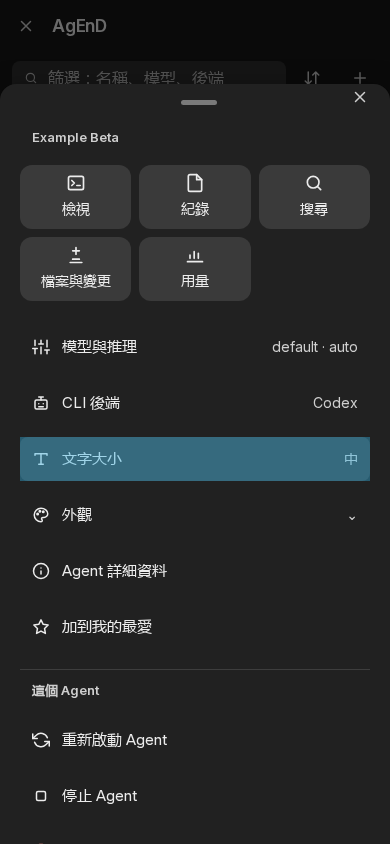 AgEnD
篩選：名稱、模型、後端
Example Beta
檢視
紀錄
搜尋
檔案與變更
用量
模型與推理 default · auto
CLI 後端 Codex
文字大小 中
外觀
Agent 詳細資料
加到我的最愛
這個 Agent
重新啟動 Agent
停止 Agent